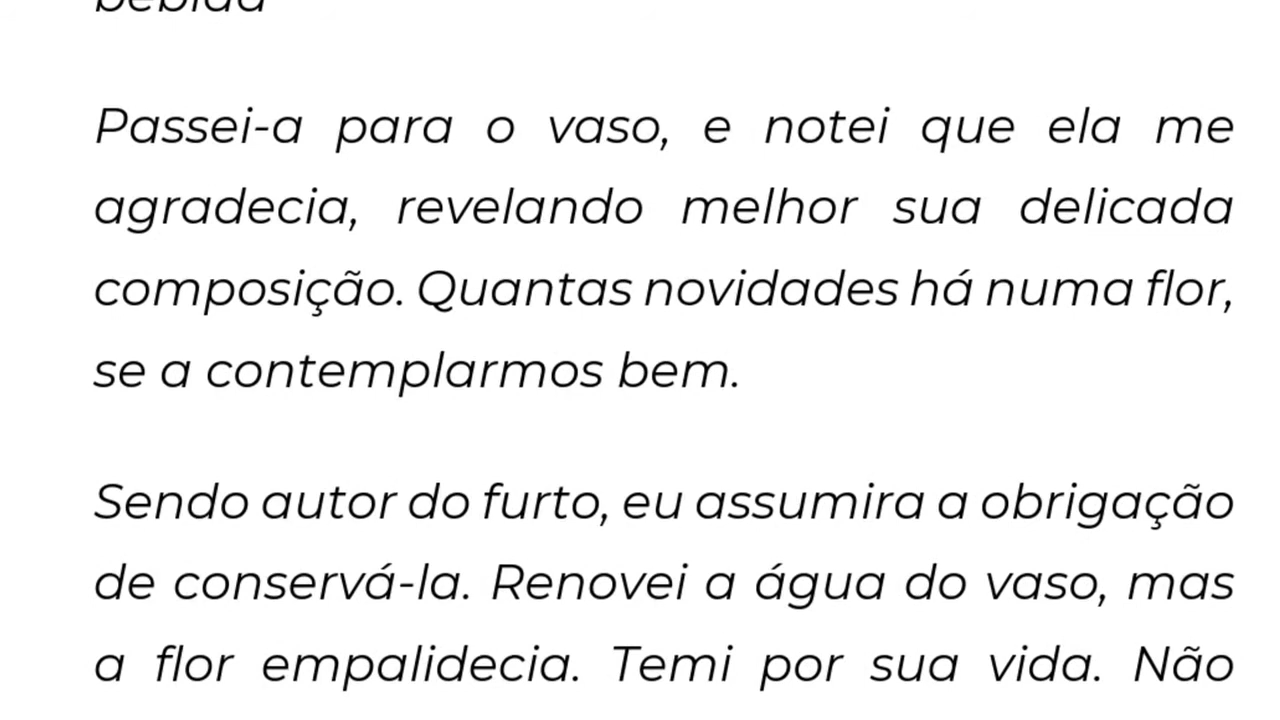 bebida
Passei-a para o vaso, e notei que ela me
agradecia, revelando melhor sua delicada
composição. Quantas novidades há numa flor,
se a contemplarmos bem.
Sendo autor do furto, eu assumira a obrigação
de conservá-la. Renovei a água do vaso, mas
a flor empalidecia. Temi por sua vida. Não